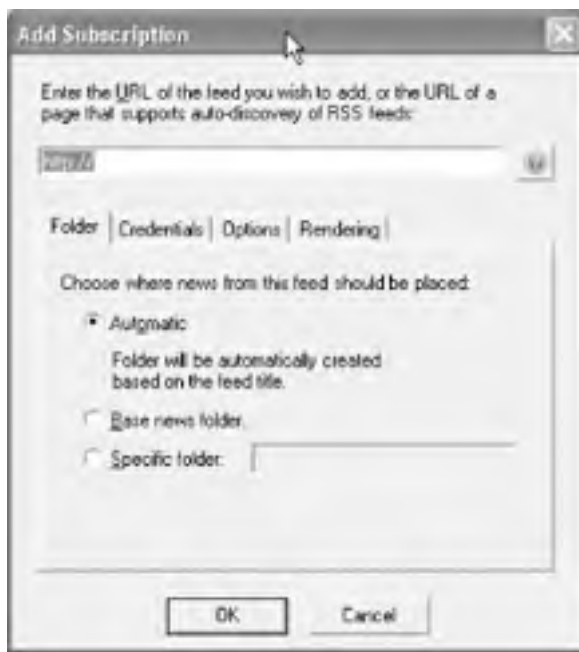 Add Subscription
Enter the URL of the feed you wish to add, or the URL of a
page that supports auto-discovery of RSS feeds:
http://
Folder Credentials Options Rendering
Choose where news from this feed should be placed:
Automatic
Folder will be automatically created
based on the feed title.
Base news folder.
Specific folder:
OK Cancel